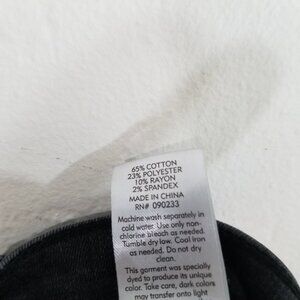 65% COTTON
23% POLYESTER
10% RAYON
2% SPANDEX
MADE IN CHINA
RN# 090233
Machine wash separately in
cold water. Use only non-
chlorine bleach as needed.
Tumble dry low. Cool iron
as needed. Do not dry
clean.
This garment was specially
dyed to produce its unique
color. Take care, dark colors
may transfer onto light